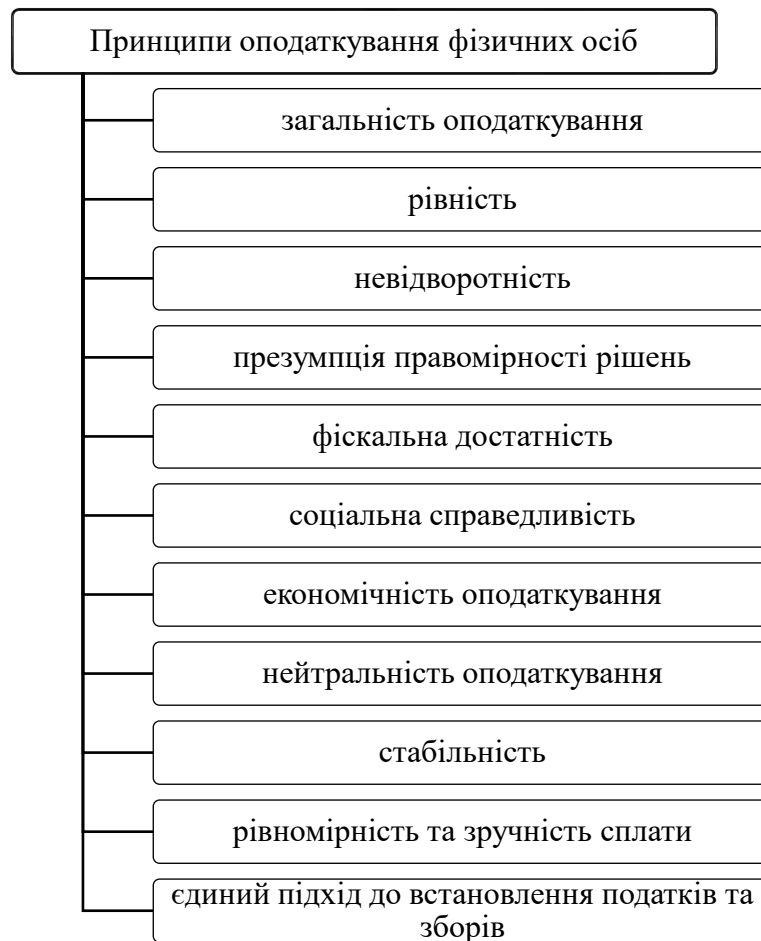 Принципи оподаткування фізичних осіб
загальність оподаткування
рівність
невідворотність
презумпція правомірності рішень
фіскальна достатність
соціальна справедливість
економічність оподаткування
нейтральність оподаткування
стабільність
рівномірність та зручність сплати
єдиний підхід до встановлення податків та
зборів